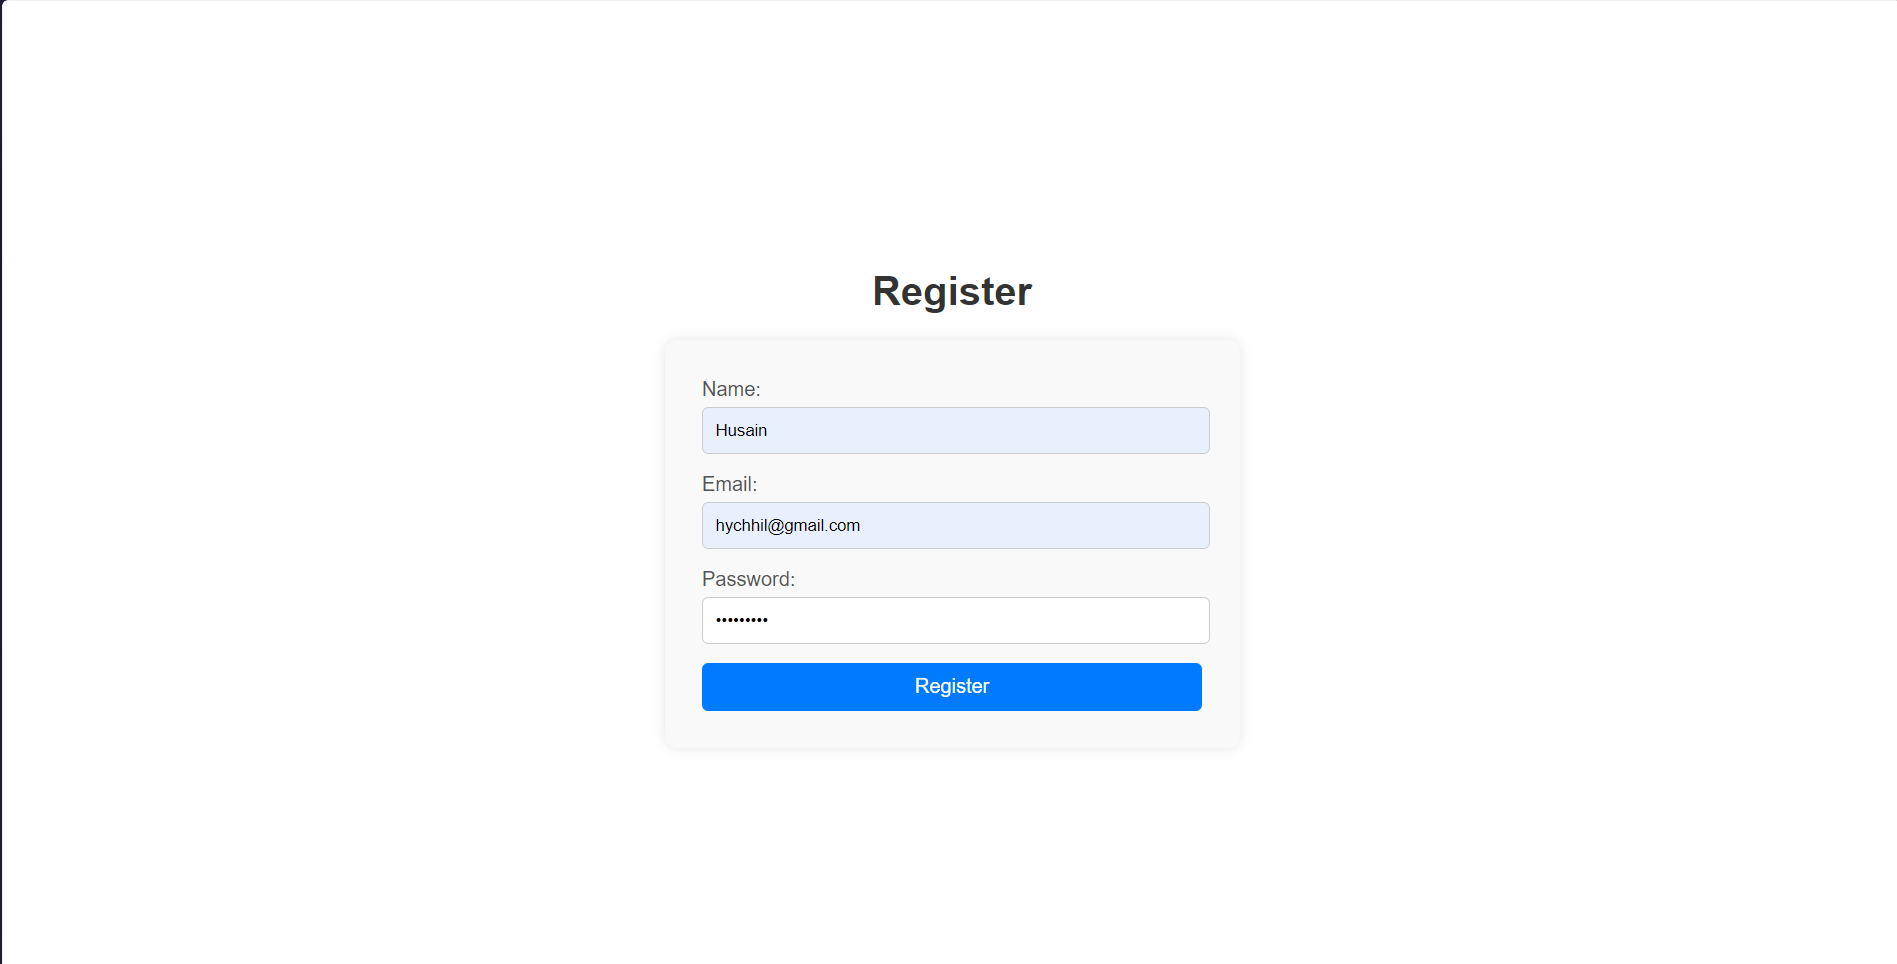 Register
Name:
Husain
Email:
hychhil@gmail.com
Password:
•••••••••
Register